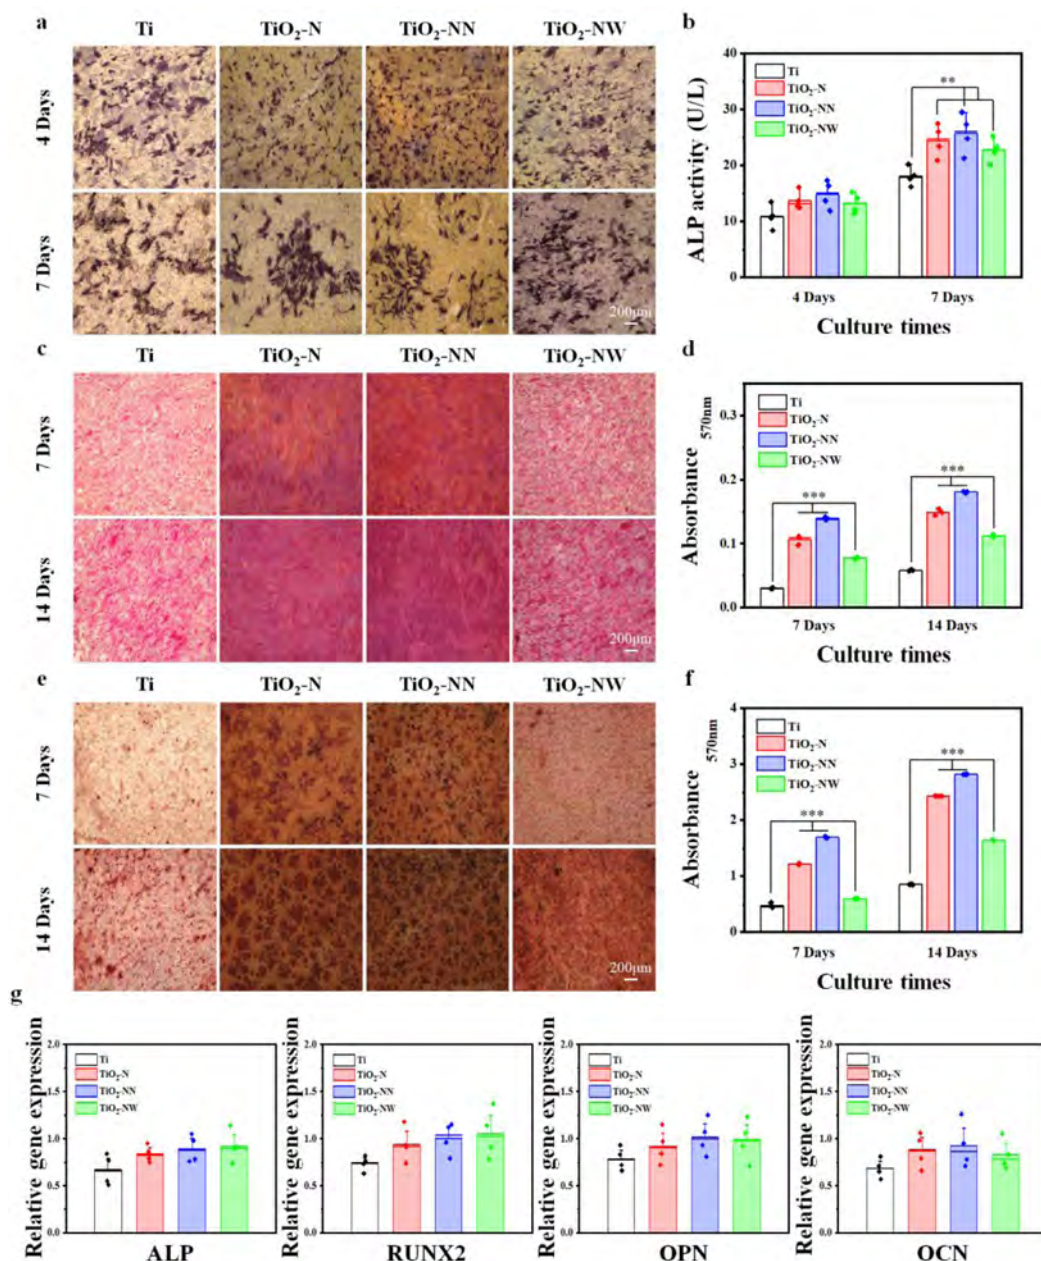 a
Ti TiO₂-N TiO₂-NN TiO₂-NW
4 Days
7 Days
200μm
b
ALP activity (U/L)
40
30
20
10
0
Ti
TiO₂-N
TiO₂-NN
TiO₂-NW
**
4 Days 7 Days
Culture times
c
Ti TiO₂-N TiO₂-NN TiO₂-NW
7 Days
14 Days
200μm
d
Absorbance 570nm
0.3
0.2
0.1
0.0
Ti
TiO₂-N
TiO₂-NN
TiO₂-NW
*** ***
7 Days 14 Days
Culture times
e
Ti TiO₂-N TiO₂-NN TiO₂-NW
7 Days
14 Days
200μm
f
Absorbance 570nm
4
3
2
1
0
Ti
TiO₂-N
TiO₂-NN
TiO₂-NW
*** ***
7 Days 14 Days
Culture times
g
Relative gene expression
2.0
1.5
1.0
0.5
0.0
Ti
TiO₂-N
TiO₂-NN
TiO₂-NW
ALP
Relative gene expression
2.0
1.5
1.0
0.5
0.0
Ti
TiO₂-N
TiO₂-NN
TiO₂-NW
RUNX2
Relative gene expression
2.0
1.5
1.0
0.5
0.0
Ti
TiO₂-N
TiO₂-NN
TiO₂-NW
OPN
Relative gene expression
2.0
1.5
1.0
0.5
0.0
Ti
TiO₂-N
TiO₂-NN
TiO₂-NW
OCN